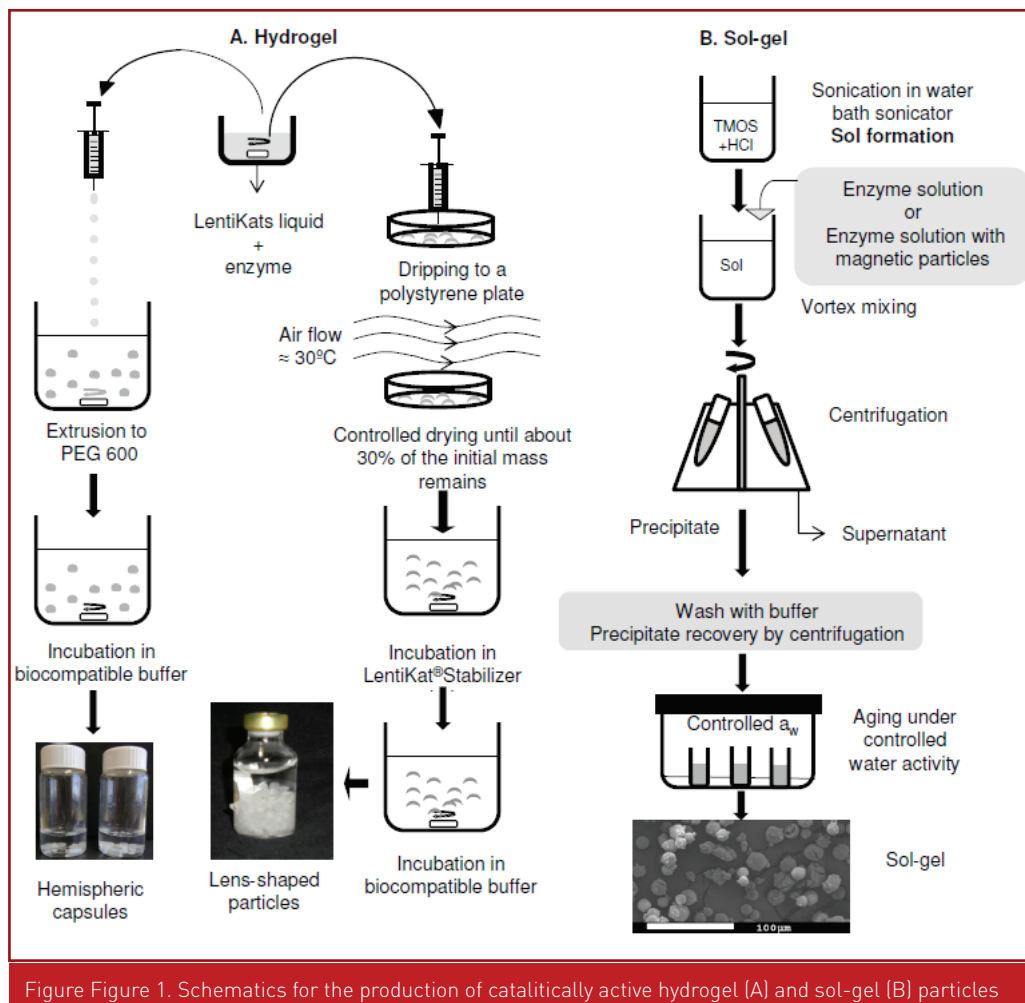 A. Hydrogel
LentiKats liquid
+
enzyme
Extrusion to
PEG 600
Incubation in
biocompatible buffer
Hemispheric
capsules
Dripping to a
polystyrene plate
Air flow
≈ 30ºC
Controlled drying until about
30% of the initial mass
remains
Incubation in
LentiKat®Stabilizer
Incubation in
biocompatible buffer
Lens-shaped
particles
B. Sol-gel
TMOS
+HCl
Sonication in water
bath sonicator
Sol formation
Enzyme solution
or
Enzyme solution with
magnetic particles
Sol
Vortex mixing
Centrifugation
Precipitate
Supernatant
Wash with buffer
Precipitate recovery by centrifugation
Controlled aw
Aging under
controlled
water activity
Sol-gel
100µm
Figure Figure 1. Schematics for the production of catalitically active hydrogel (A) and sol-gel (B) particles